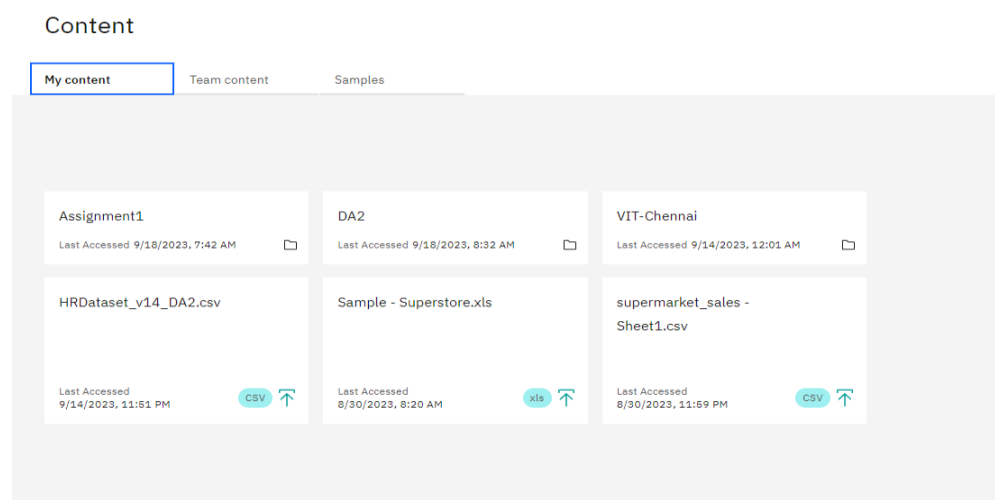 Content
My content
Team content
Samples
Assignment1
Last Accessed 9/18/2023, 7:42 AM
DA2
Last Accessed 9/18/2023, 8:32 AM
VIT-Chennai
Last Accessed 9/14/2023, 12:01 AM
HRDataset_v14_DA2.csv
Last Accessed
9/14/2023, 11:51 PM
CSV
Sample - Superstore.xls
Last Accessed
8/30/2023, 8:20 AM
xls
supermarket_sales -
Sheet1.csv
Last Accessed
8/30/2023, 11:59 PM
CSV